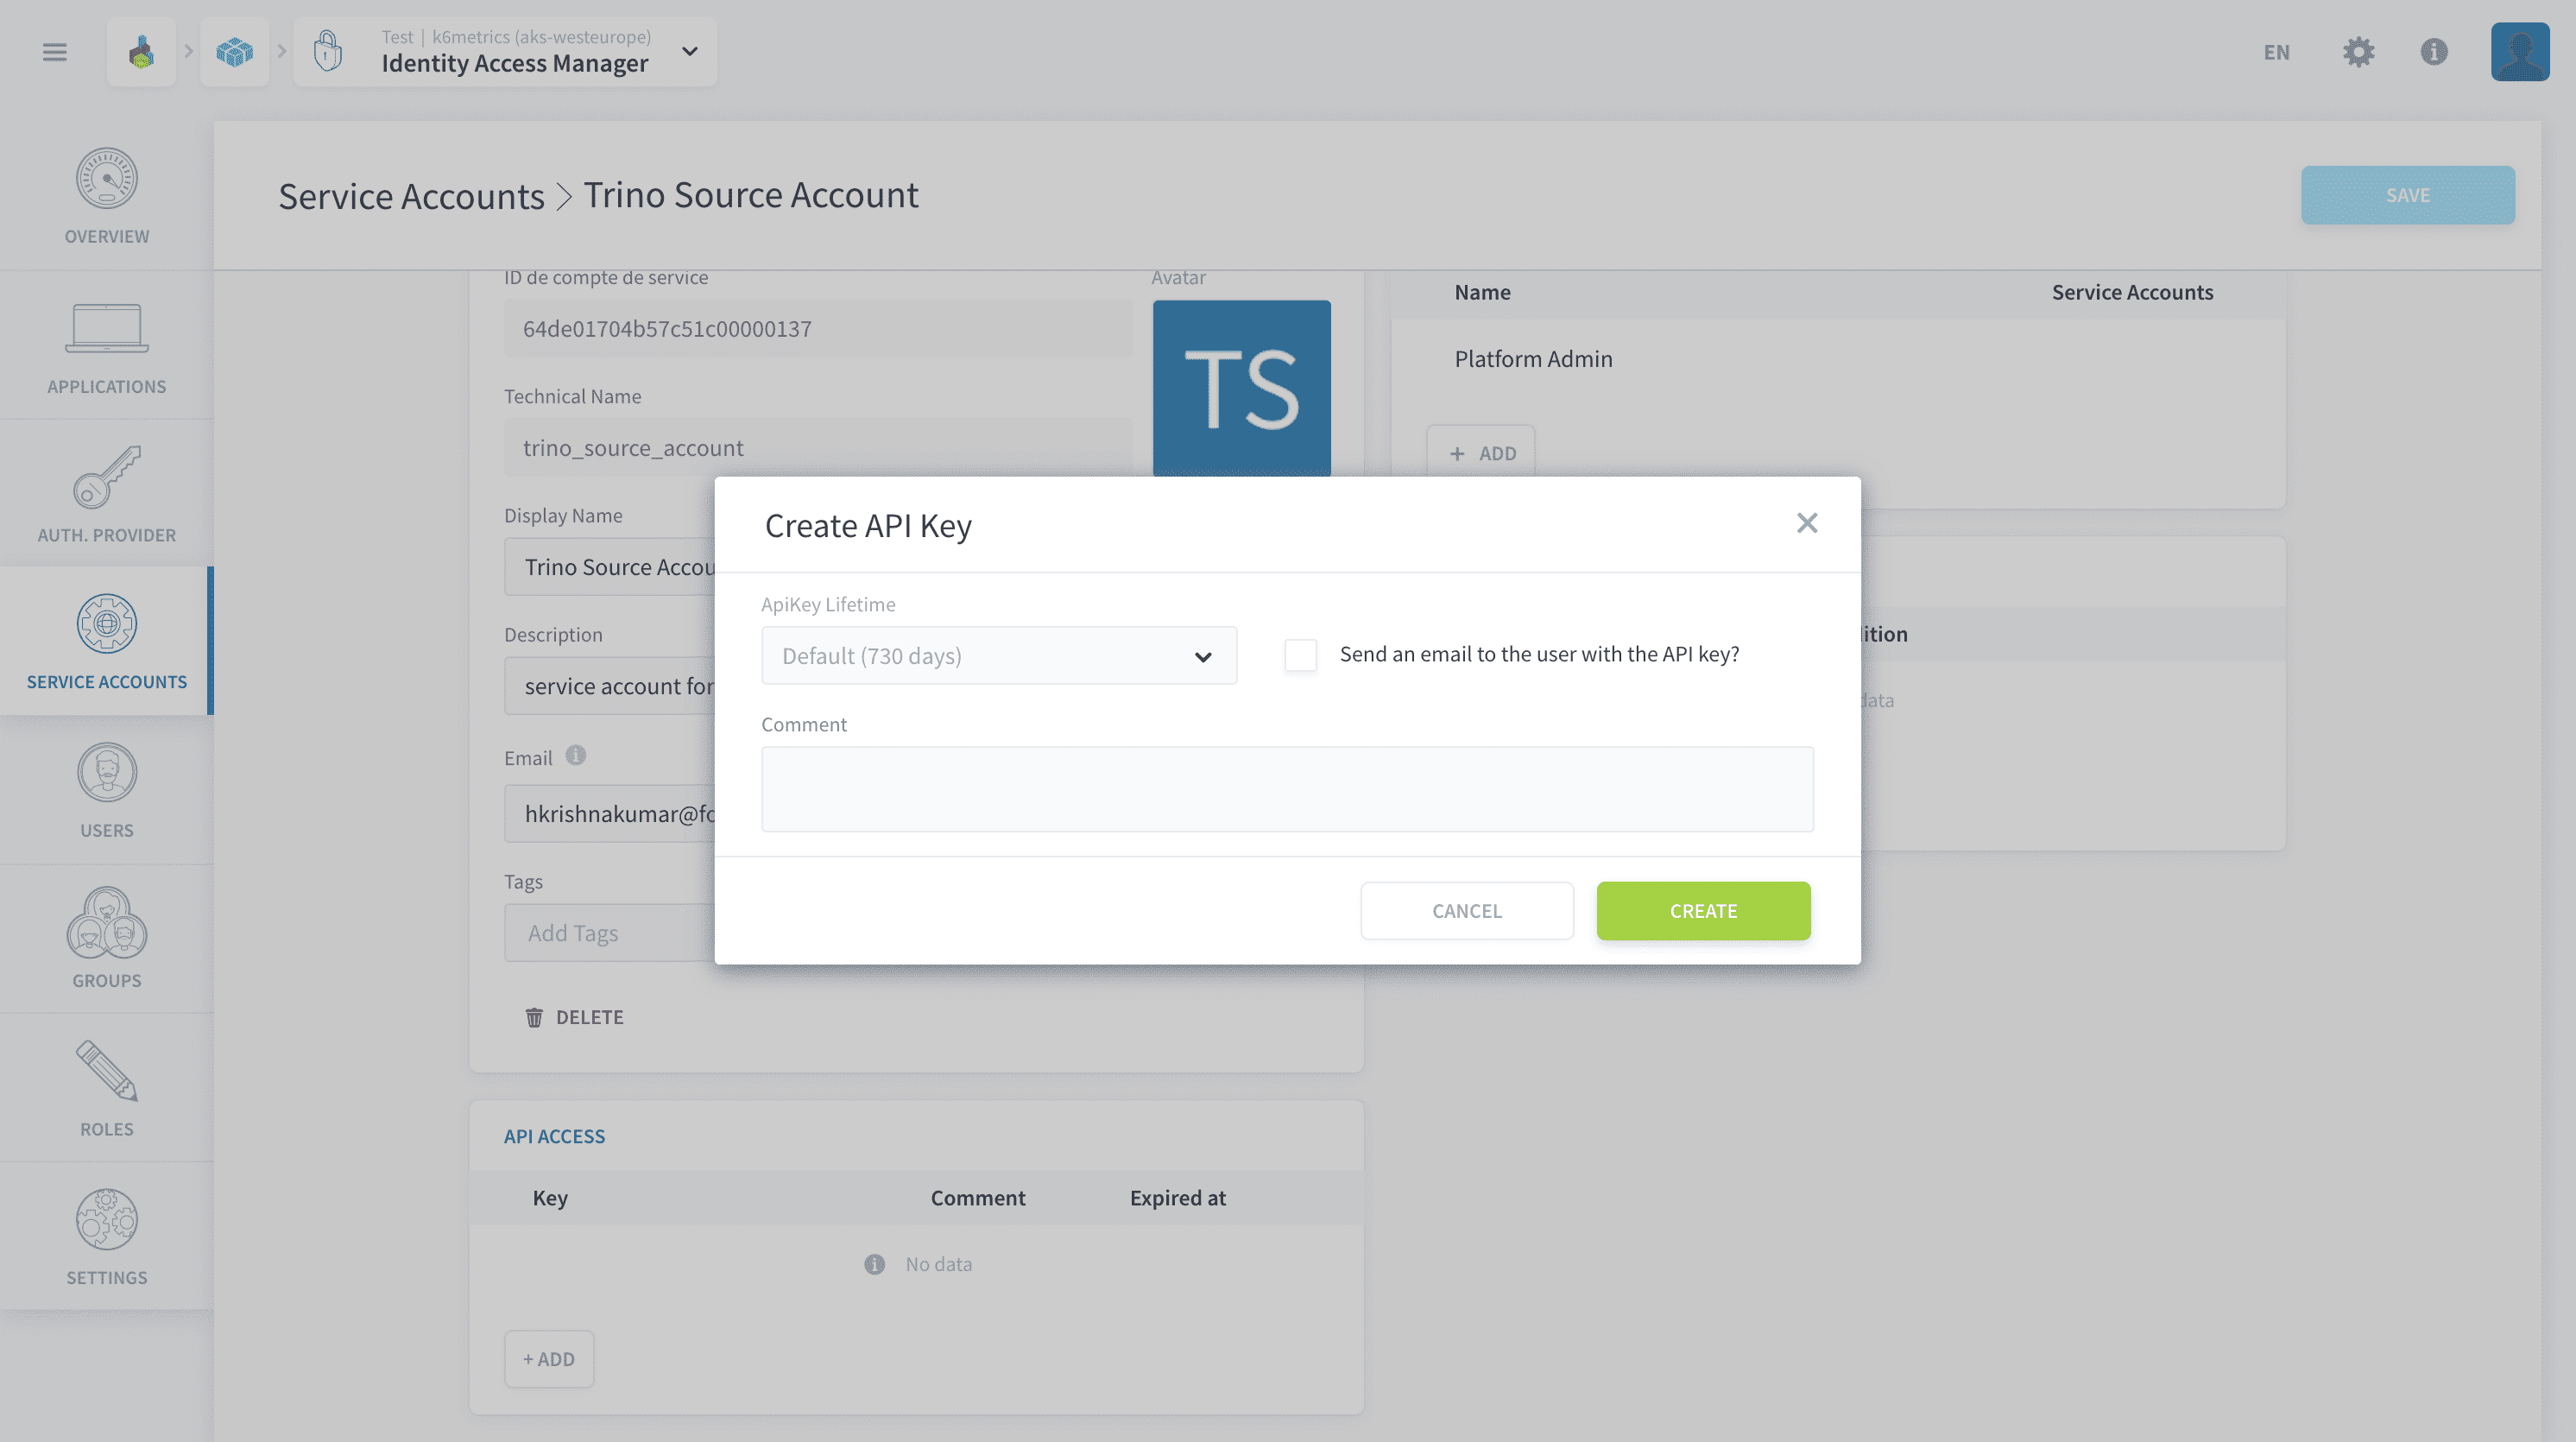 Test | k6metrics (aks-westeurope)
Identity Access Manager
EN
OVERVIEW
APPLICATIONS
AUTH. PROVIDER
SERVICE ACCOUNTS
USERS
GROUPS
ROLES
SETTINGS
Service Accounts > Trino Source Account
SAVE
ID de compte de service
64de01704b57c51c00000137
Technical Name
trino_source_account
Display Name
Trino Source Accou
Description
service account for
Email
hkrishnakumar@fo
Tags
Add Tags
DELETE
Avatar
TS
Name Service Accounts
Platform Admin
+ ADD
ition
data
Create API Key
ApiKey Lifetime
Default (730 days)
Send an email to the user with the API key?
Comment
CANCEL
CREATE
API ACCESS
Key Comment Expired at
No data
+ ADD